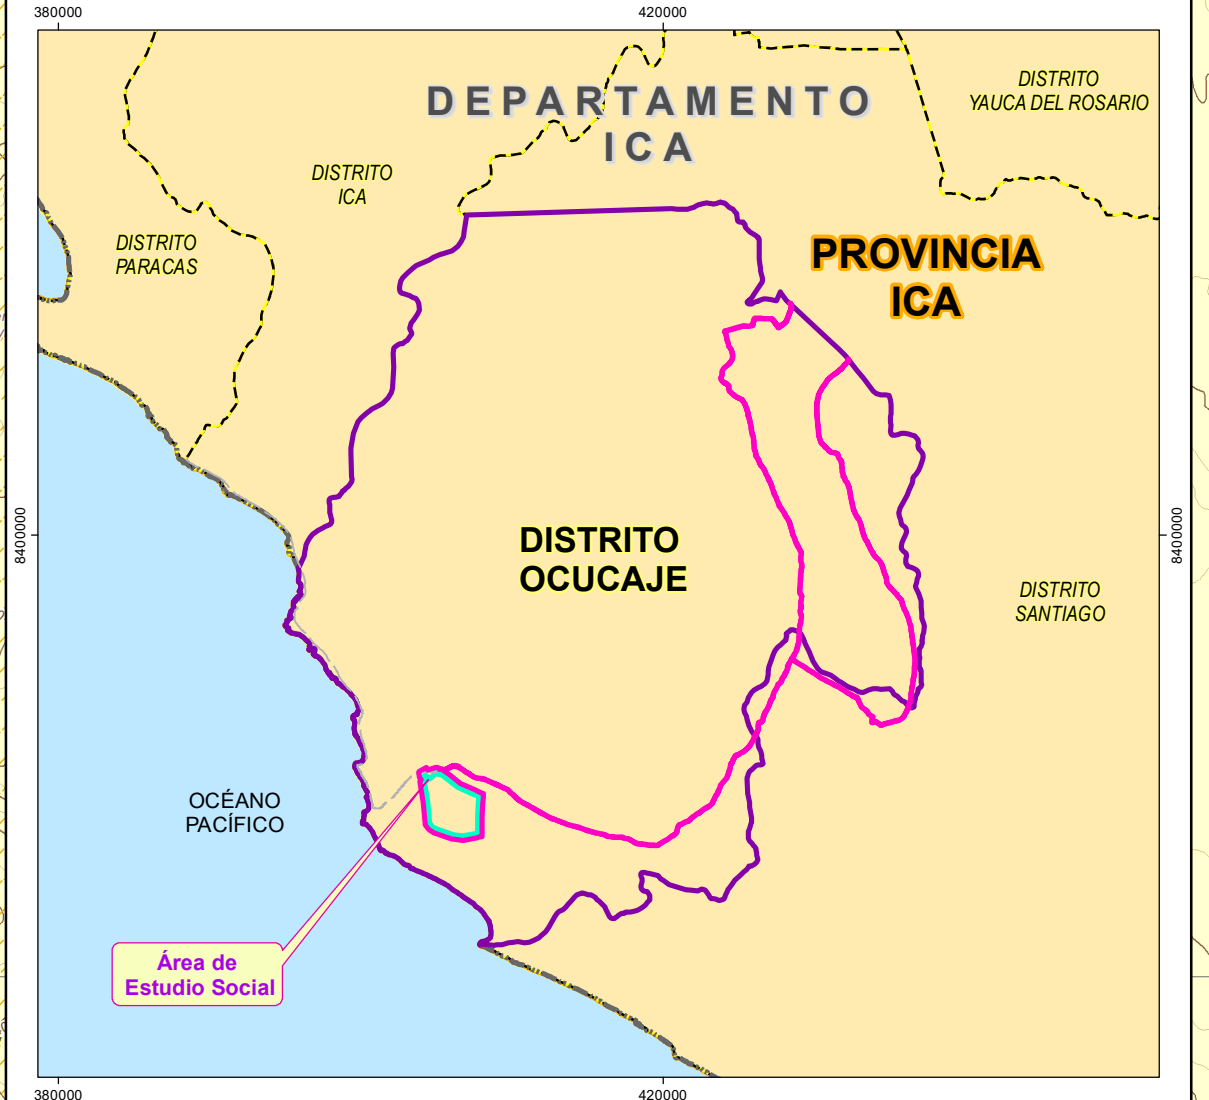 380000
420000
DEPARTAMENTO
ICA
DISTRITO
YAUCA DEL ROSARIO
DISTRITO
ICA
DISTRITO
PARACAS
PROVINCIA
ICA
8400000
8400000
DISTRITO
OCUCAJE
DISTRITO
SANTIAGO
OCÉANO
PACÍFICO
Área de
Estudio Social
380000
420000